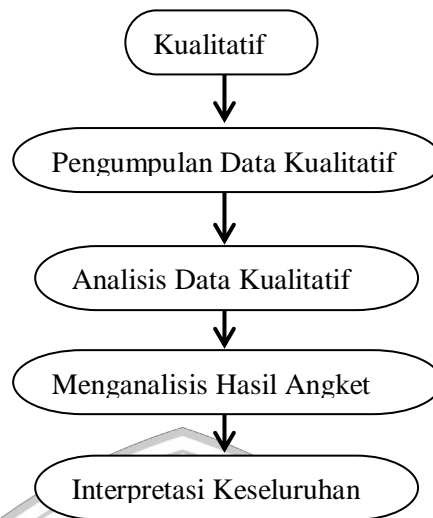 Kualitatif
Pengumpulan Data Kualitatif
Analisis Data Kualitatif
Menganalisis Hasil Angket
Interpretasi Keseluruhan